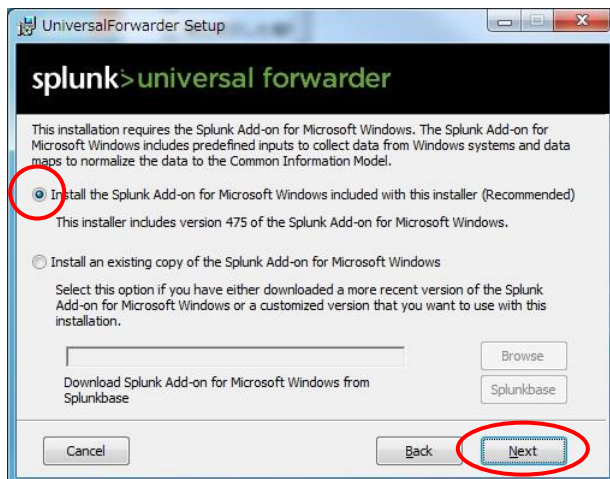 UniversalForwarder Setup
splunk>universal forwarder
This installation requires the Splunk Add-on for Microsoft Windows. The Splunk Add-on for
Microsoft Windows includes predefined inputs to collect data from Windows systems and data
maps to normalize the data to the Common Information Model.
Install the Splunk Add-on for Microsoft Windows included with this installer (Recommended)
This installer includes version 475 of the Splunk Add-on for Microsoft Windows.
Install an existing copy of the Splunk Add-on for Microsoft Windows
Select this option if you have either downloaded a more recent version of the Splunk
Add-on for Microsoft Windows or a customized version that you want to use with this
installation.
Browse
Download Splunk Add-on for Microsoft Windows from
Splunkbase
Splunkbase
Cancel
Back
Next